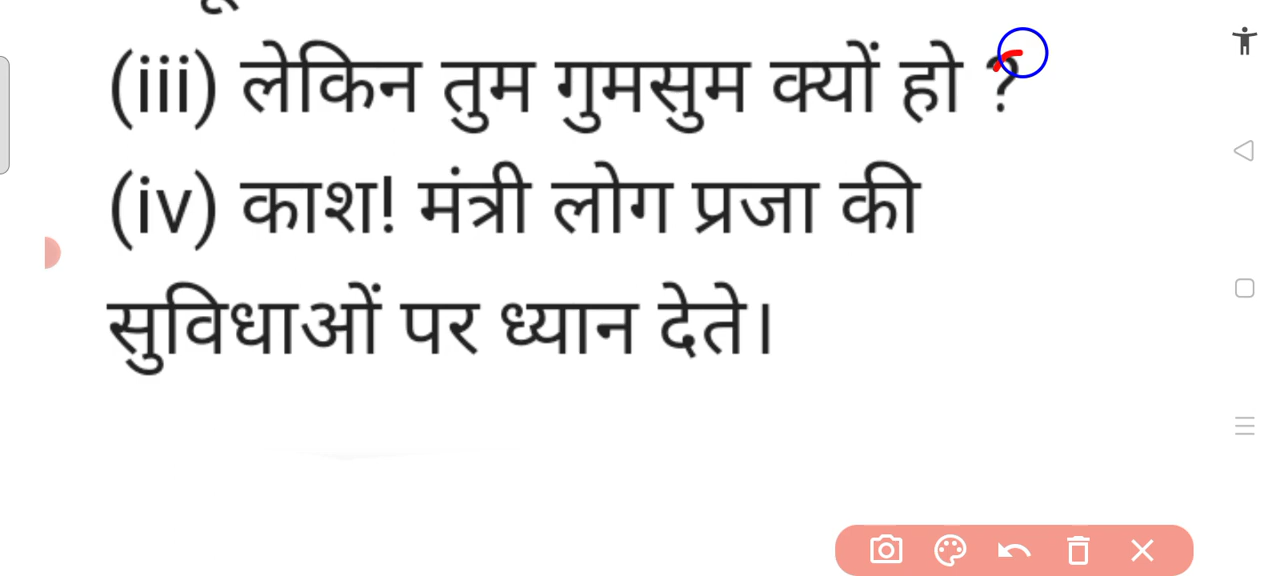 (iii) लेकिन तुम गुमसुम क्यों हो ?
(iv) काश! मंत्री लोग प्रजा की
सुविधाओं पर ध्यान देते।